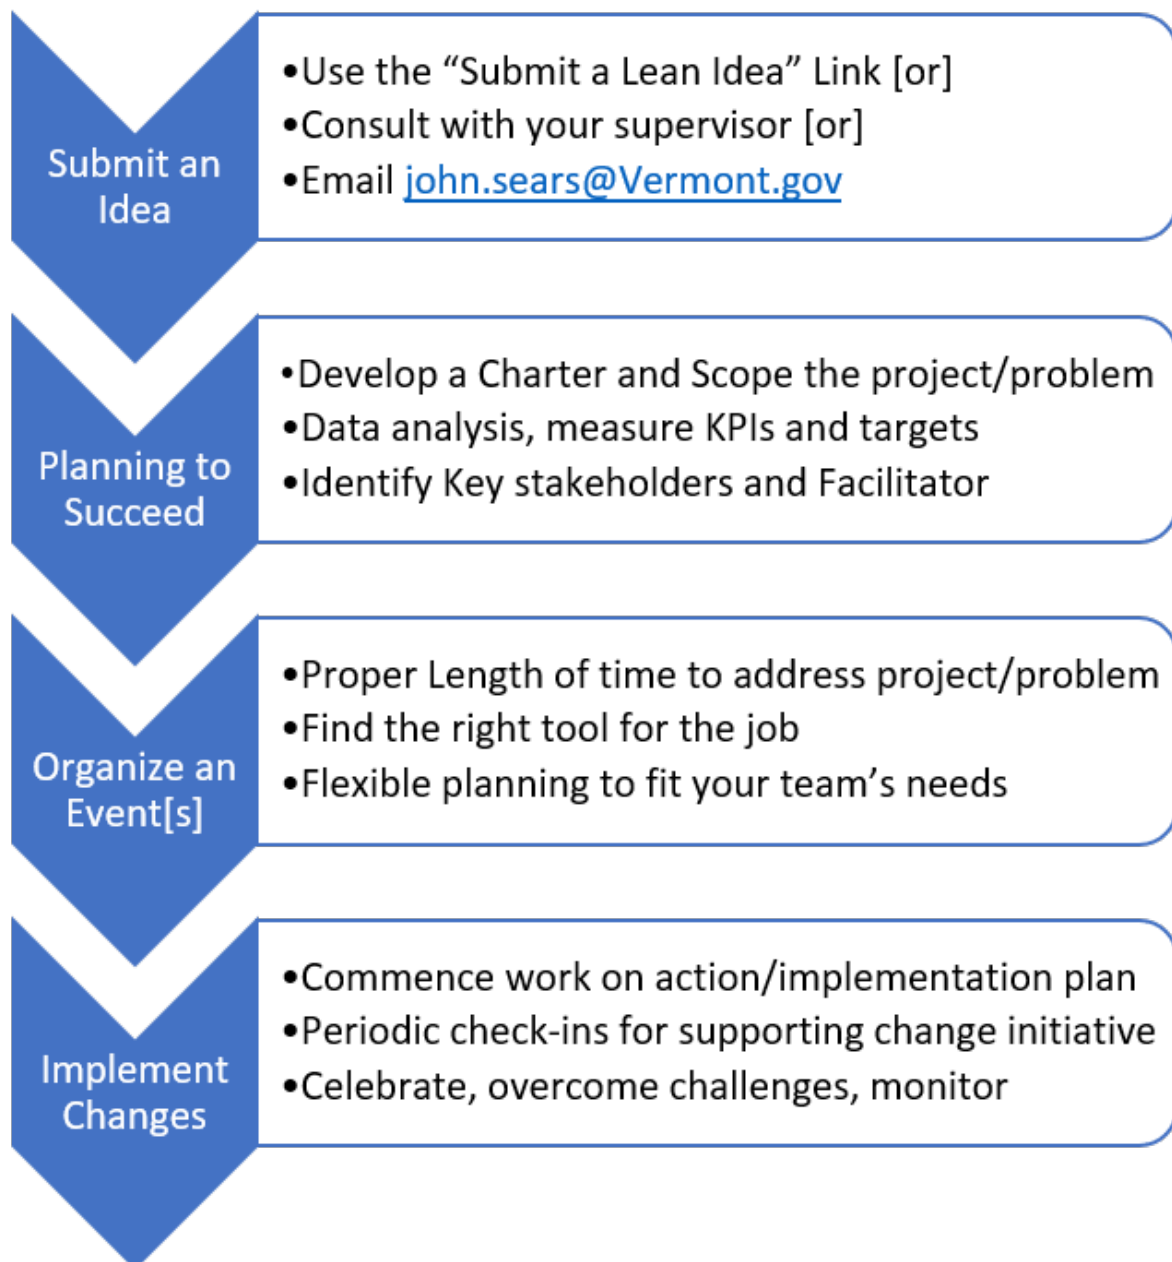 Submit an
Idea
•Use the “Submit a Lean Idea” Link [or]
•Consult with your supervisor [or]
•Email john.sears@Vermont.gov
Planning to
Succeed
•Develop a Charter and Scope the project/problem
•Data analysis, measure KPIs and targets
•Identify Key stakeholders and Facilitator
Organize an
Event[s]
•Proper Length of time to address project/problem
•Find the right tool for the job
•Flexible planning to fit your team’s needs
Implement
Changes
•Commence work on action/implementation plan
•Periodic check-ins for supporting change initiative
•Celebrate, overcome challenges, monitor